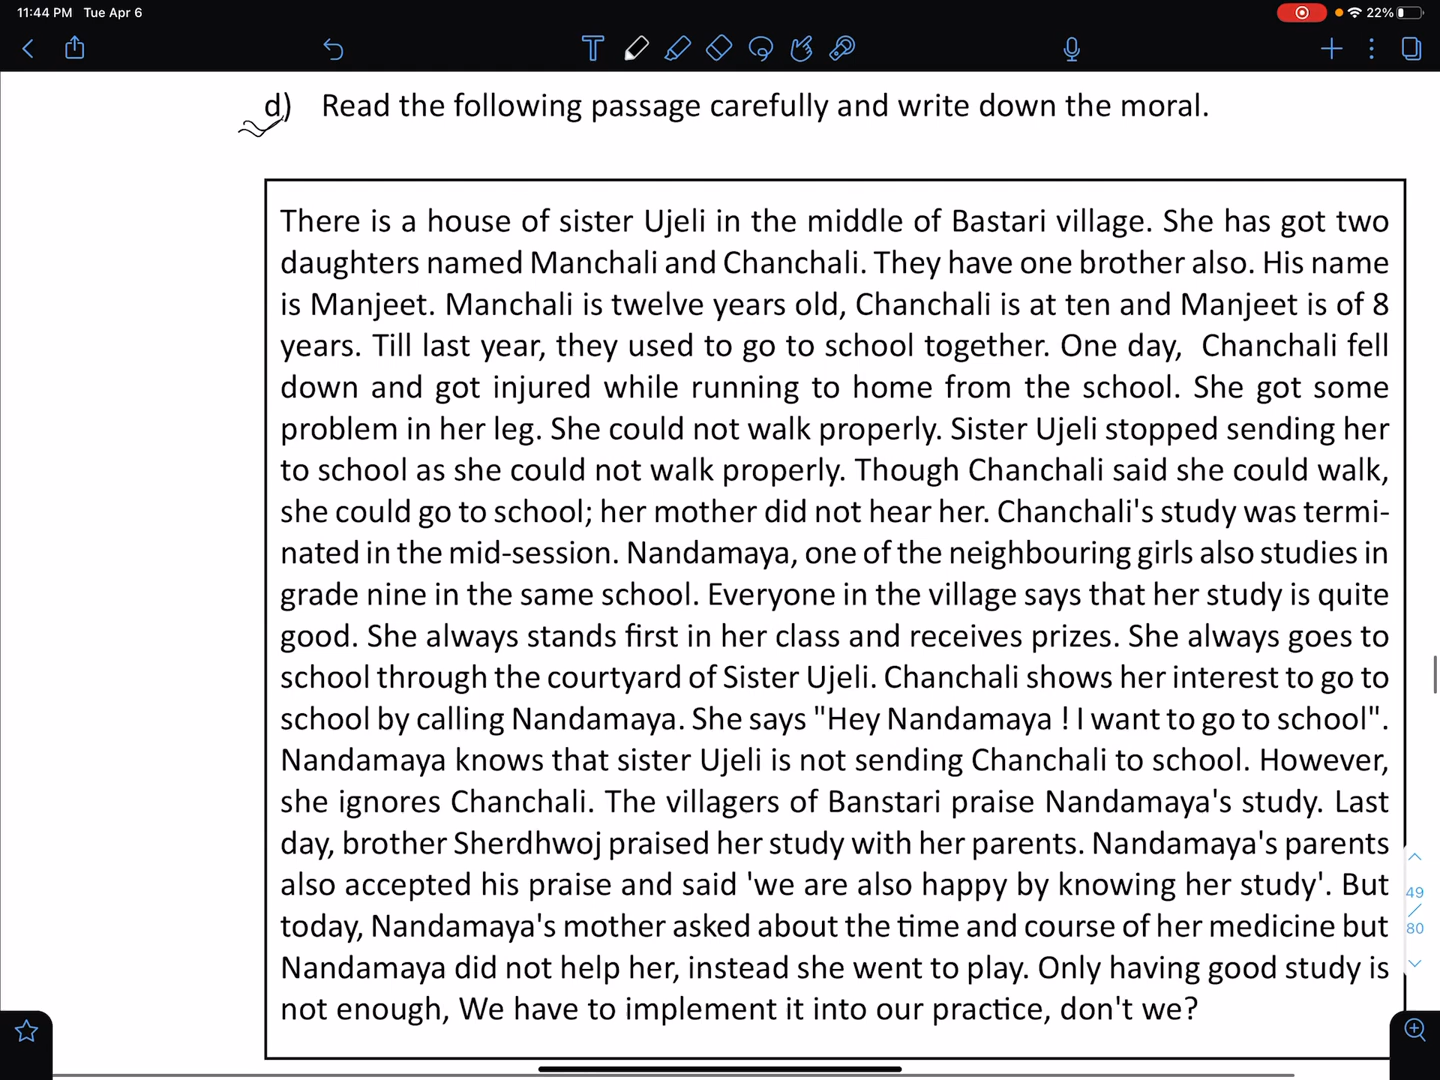 11:44 PM Tue Apr 6
22%
d) Read the following passage carefully and write down the moral.
There is a house of sister Ujeli in the middle of Bastari village. She has got two
daughters named Manchali and Chanchali. They have one brother also. His name
is Manjeet. Manchali is twelve years old, Chanchali is at ten and Manjeet is of 8
years. Till last year, they used to go to school together. One day, Chanchali fell
down and got injured while running to home from the school. She got some
problem in her leg. She could not walk properly. Sister Ujeli stopped sending her
to school as she could not walk properly. Though Chanchali said she could walk,
she could go to school; her mother did not hear her. Chanchali's study was termi-
nated in the mid-session. Nandamaya, one of the neighbouring girls also studies in
grade nine in the same school. Everyone in the village says that her study is quite
good. She always stands first in her class and receives prizes. She always goes to
school through the courtyard of Sister Ujeli. Chanchali shows her interest to go to
school by calling Nandamaya. She says "Hey Nandamaya ! I want to go to school".
Nandamaya knows that sister Ujeli is not sending Chanchali to school. However,
she ignores Chanchali. The villagers of Banstari praise Nandamaya's study. Last
day, brother Sherdhwoj praised her study with her parents. Nandamaya's parents
also accepted his praise and said 'we are also happy by knowing her study'. But
today, Nandamaya's mother asked about the time and course of her medicine but
Nandamaya did not help her, instead she went to play. Only having good study is
not enough, We have to implement it into our practice, don't we?
49
/
80